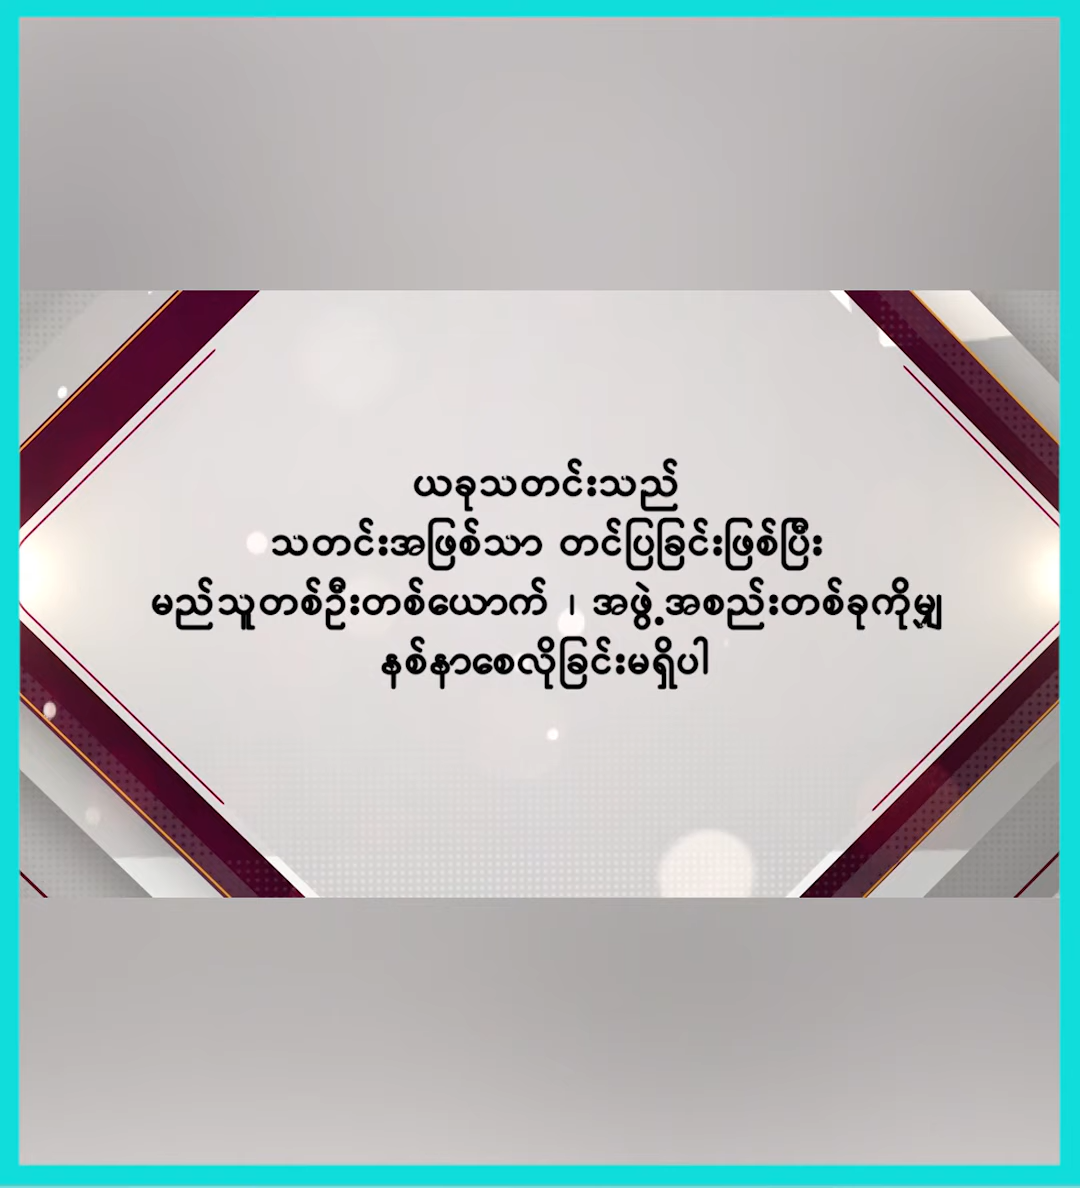 ယခုသတင်းသည်
သတင်းအဖြစ်သာ တင်ပြခြင်းဖြစ်ပြီး
မည်သူတစ်ဦးတစ်ယောက် ၊ အဖွဲ့အစည်းတစ်ခုကိုမျှ
နစ်နာစေလိုခြင်းမရှိပါ